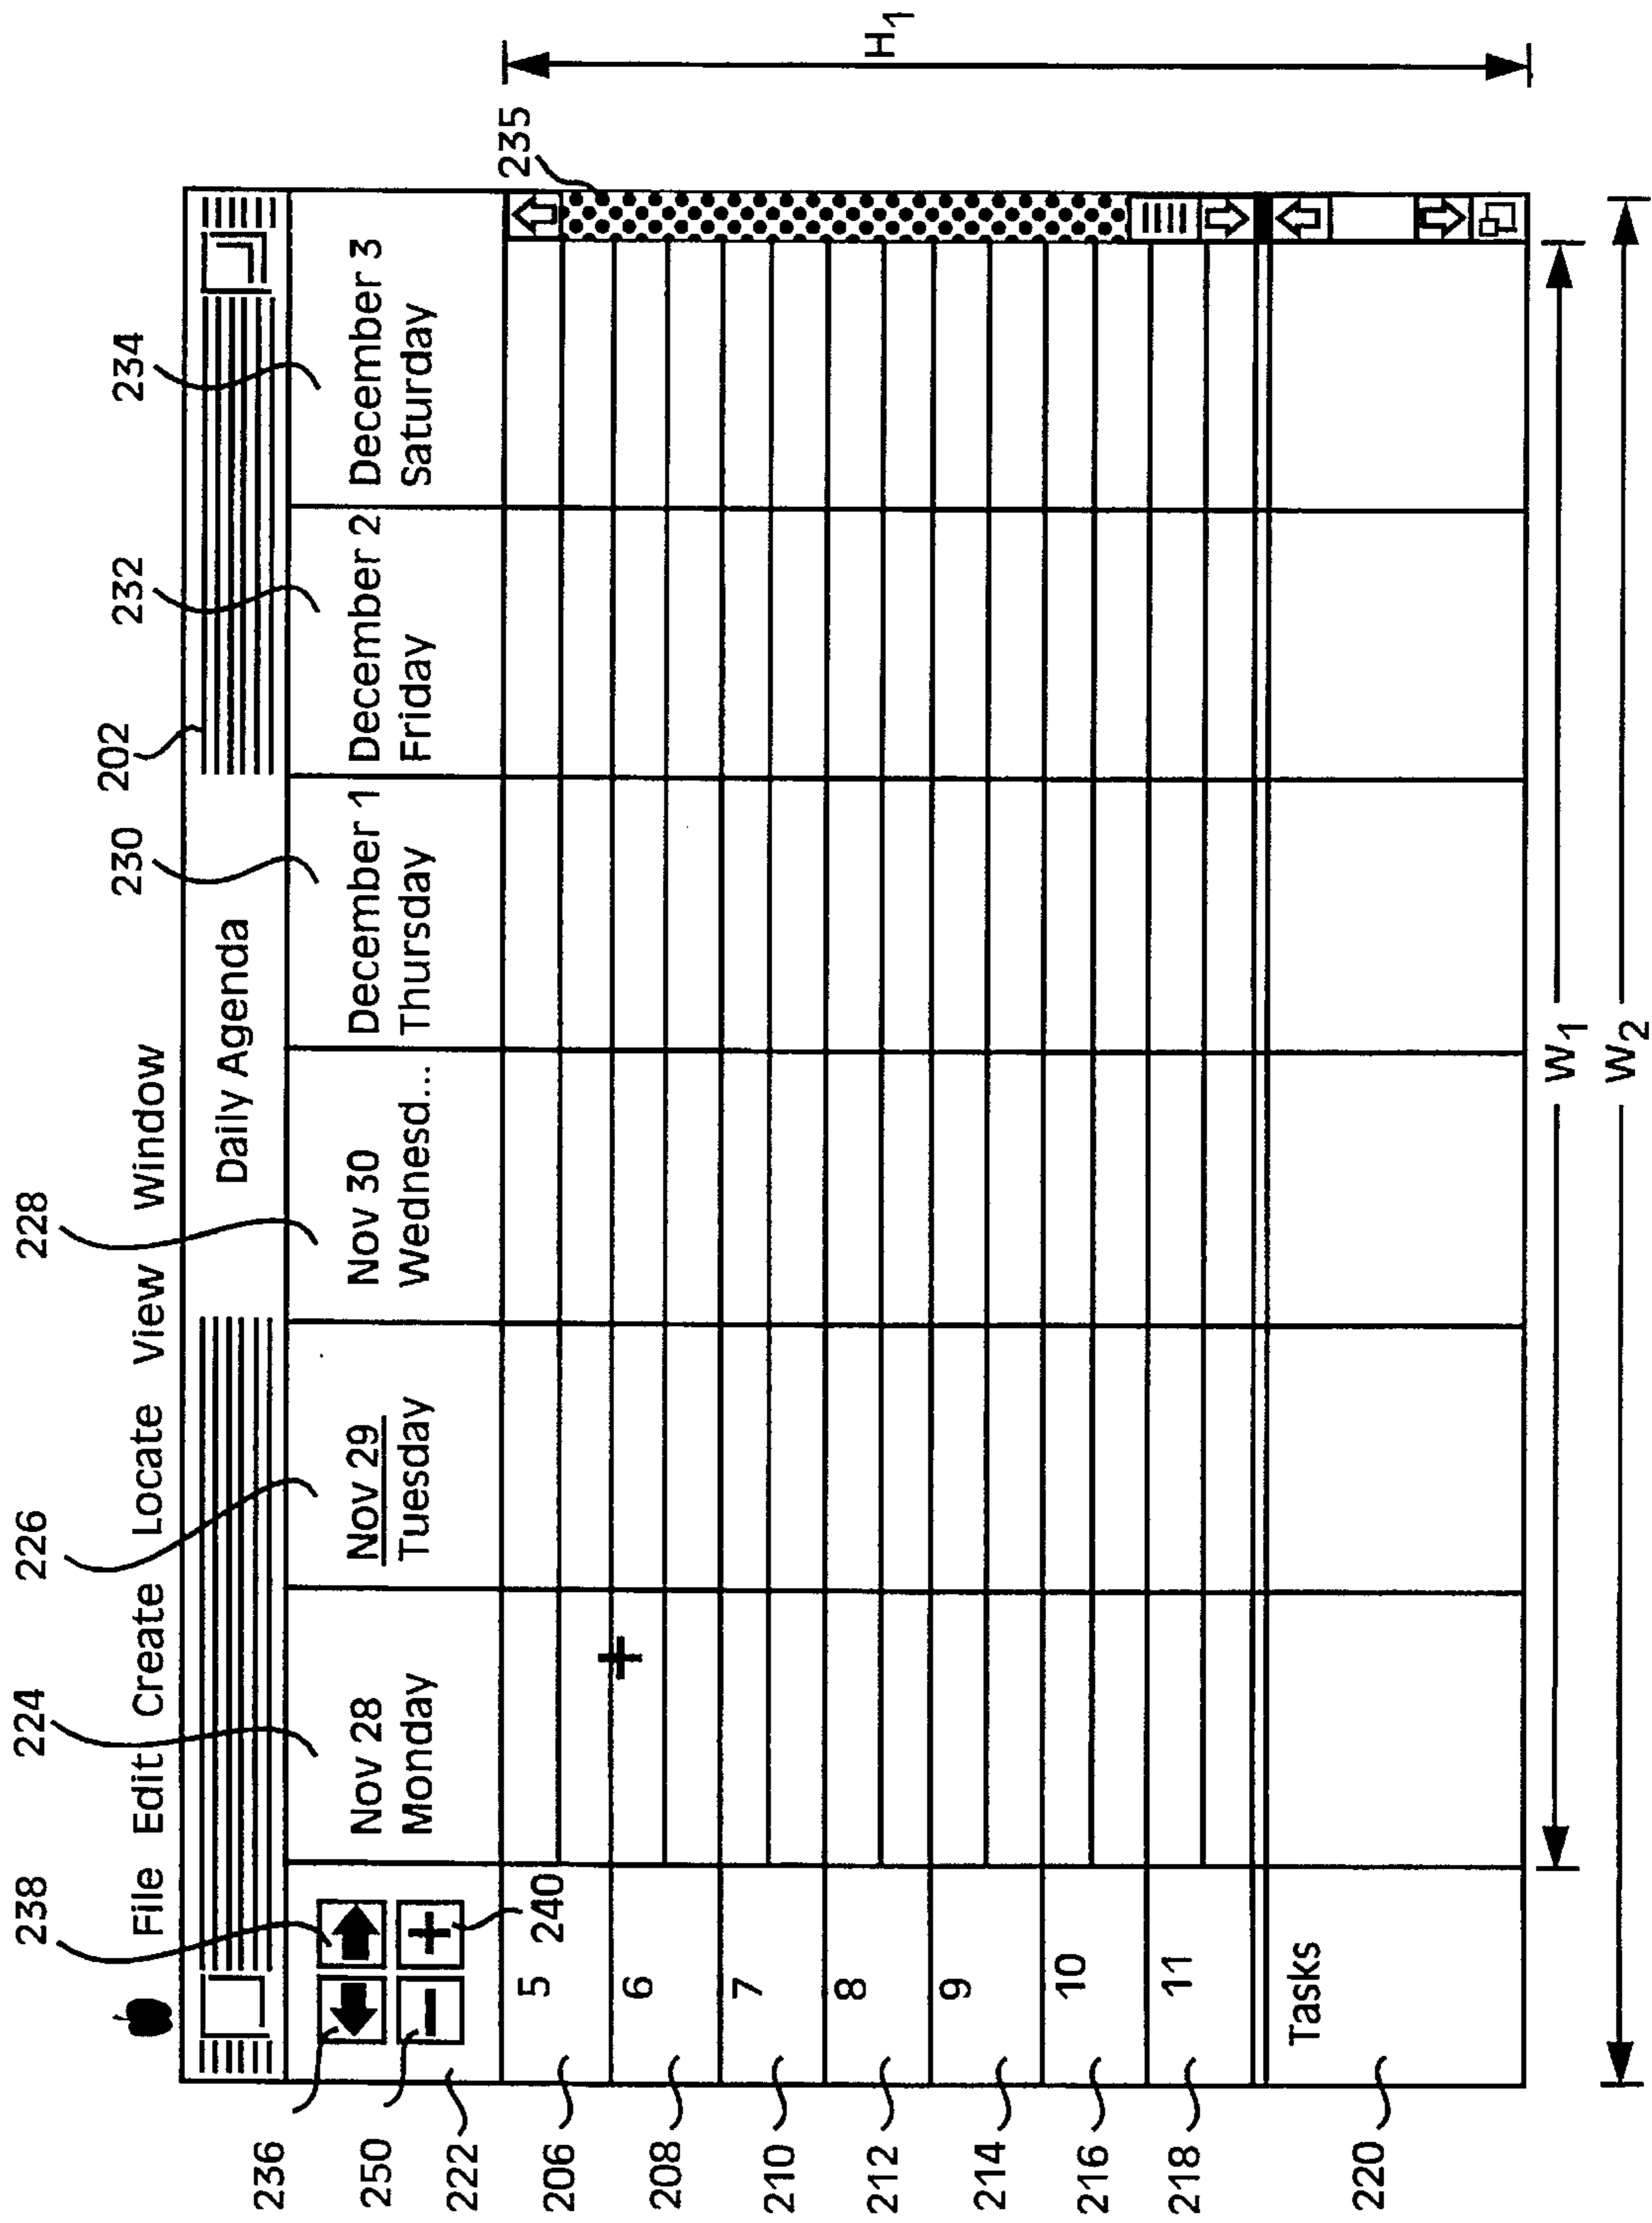 228
238 224 226 230 202 232 234
File Edit Create Locate View Window
Daily Agenda
236
250
222
Nov 28 Nov 29 Nov 30 December 1 December 2 December 3
Monday Tuesday Wednesd... Thursday Friday Saturday
240
235
206 5
208 6
210 7
212 8
214 9
216 10
218 11
220 Tasks
H1
W1
W2